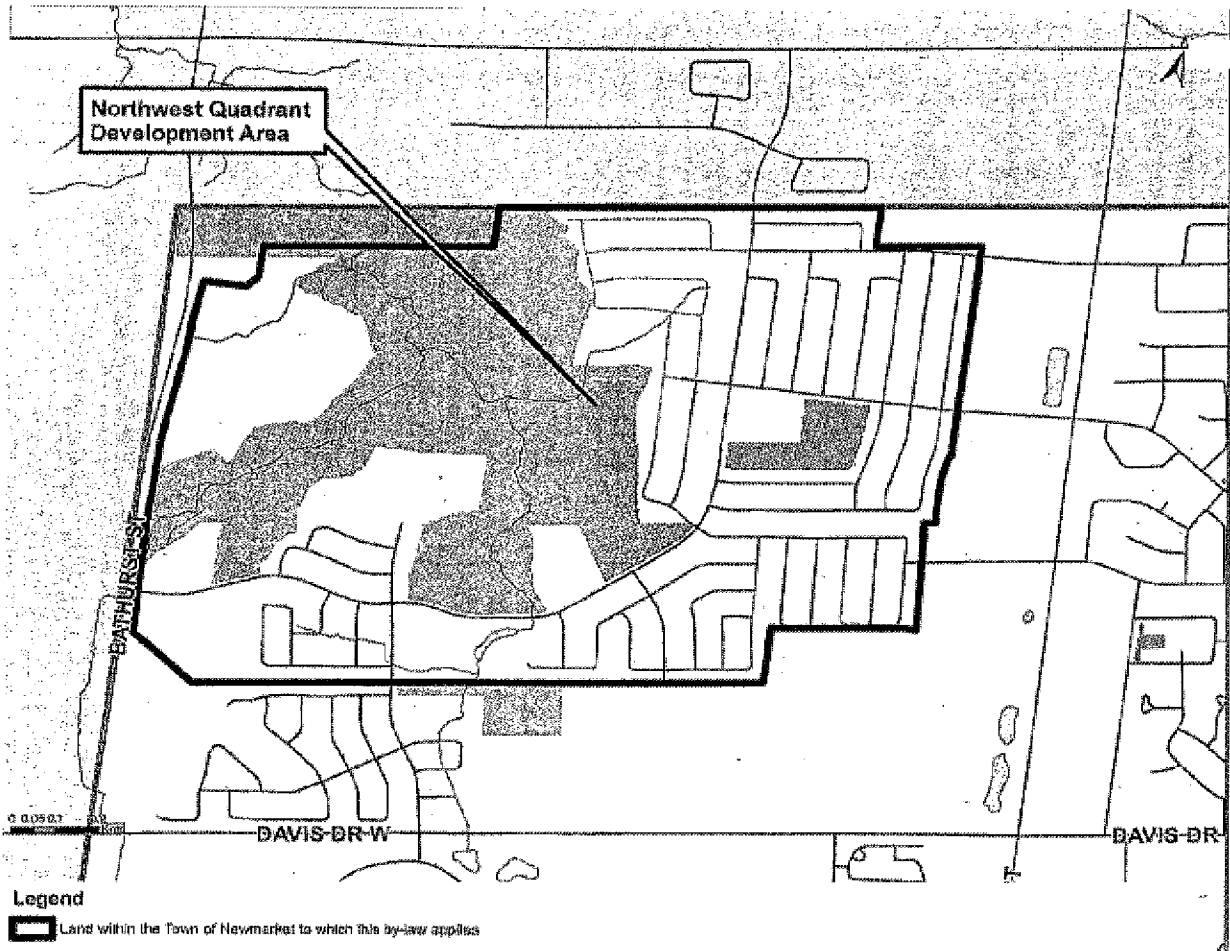 Northwest Quadrant
Development Area
BATHURST ST
DAVIS DR W
DAVIS DR
Legend
Land within the Town of Newmarket to which this by-law applies